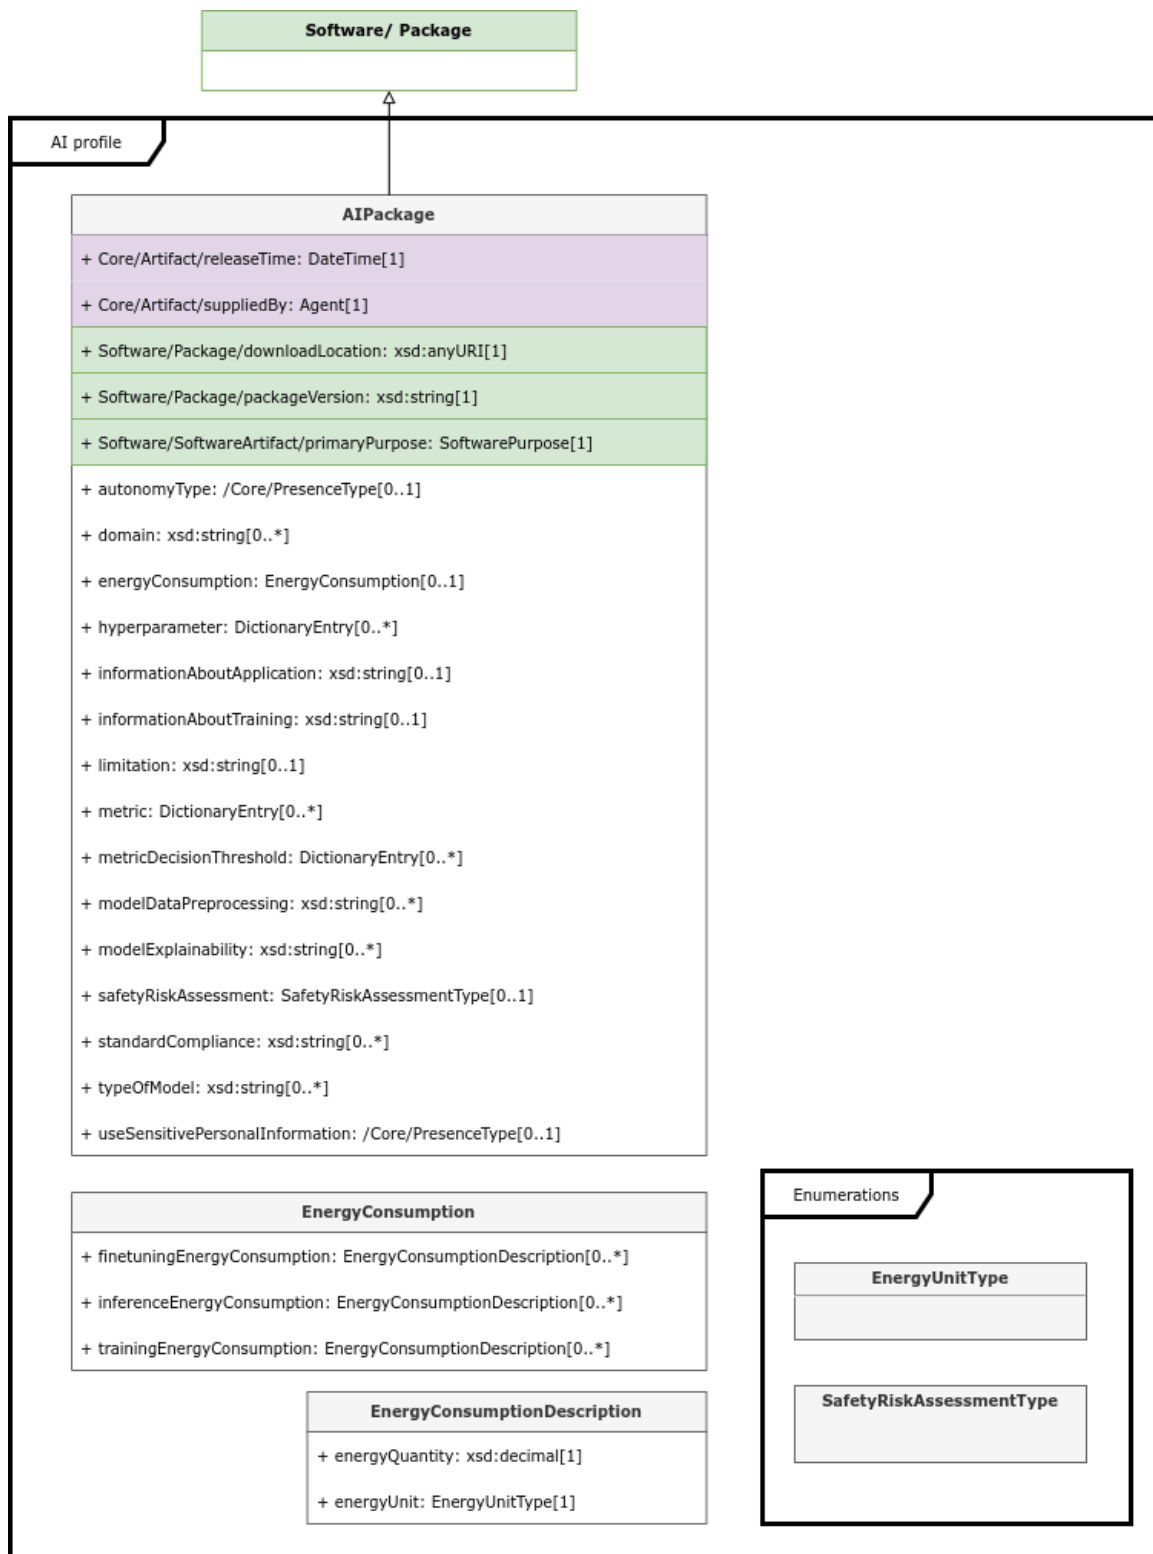 Software/ Package
AI profile
AIPackage
+ Core/Artifact/releaseTime: DateTime[1]
+ Core/Artifact/suppliedBy: Agent[1]
+ Software/Package/downloadLocation: xsd:anyURI[1]
+ Software/Package/packageVersion: xsd:string[1]
+ Software/SoftwareArtifact/primaryPurpose: SoftwarePurpose[1]
+ autonomyType: /Core/PresenceType[0..1]
+ domain: xsd:string[0..*]
+ energyConsumption: EnergyConsumption[0..1]
+ hyperparameter: DictionaryEntry[0..*]
+ informationAboutApplication: xsd:string[0..1]
+ informationAboutTraining: xsd:string[0..1]
+ limitation: xsd:string[0..1]
+ metric: DictionaryEntry[0..*]
+ metricDecisionThreshold: DictionaryEntry[0..*]
+ modelDataPreprocessing: xsd:string[0..*]
+ modelExplainability: xsd:string[0..*]
+ safetyRiskAssessment: SafetyRiskAssessmentType[0..1]
+ standardCompliance: xsd:string[0..*]
+ typeOfModel: xsd:string[0..*]
+ useSensitivePersonalInformation: /Core/PresenceType[0..1]
EnergyConsumption
+ finetuningEnergyConsumption: EnergyConsumptionDescription[0..*]
+ inferenceEnergyConsumption: EnergyConsumptionDescription[0..*]
+ trainingEnergyConsumption: EnergyConsumptionDescription[0..*]
EnergyConsumptionDescription
+ energyQuantity: xsd:decimal[1]
+ energyUnit: EnergyUnitType[1]
Enumerations
EnergyUnitType
SafetyRiskAssessmentType